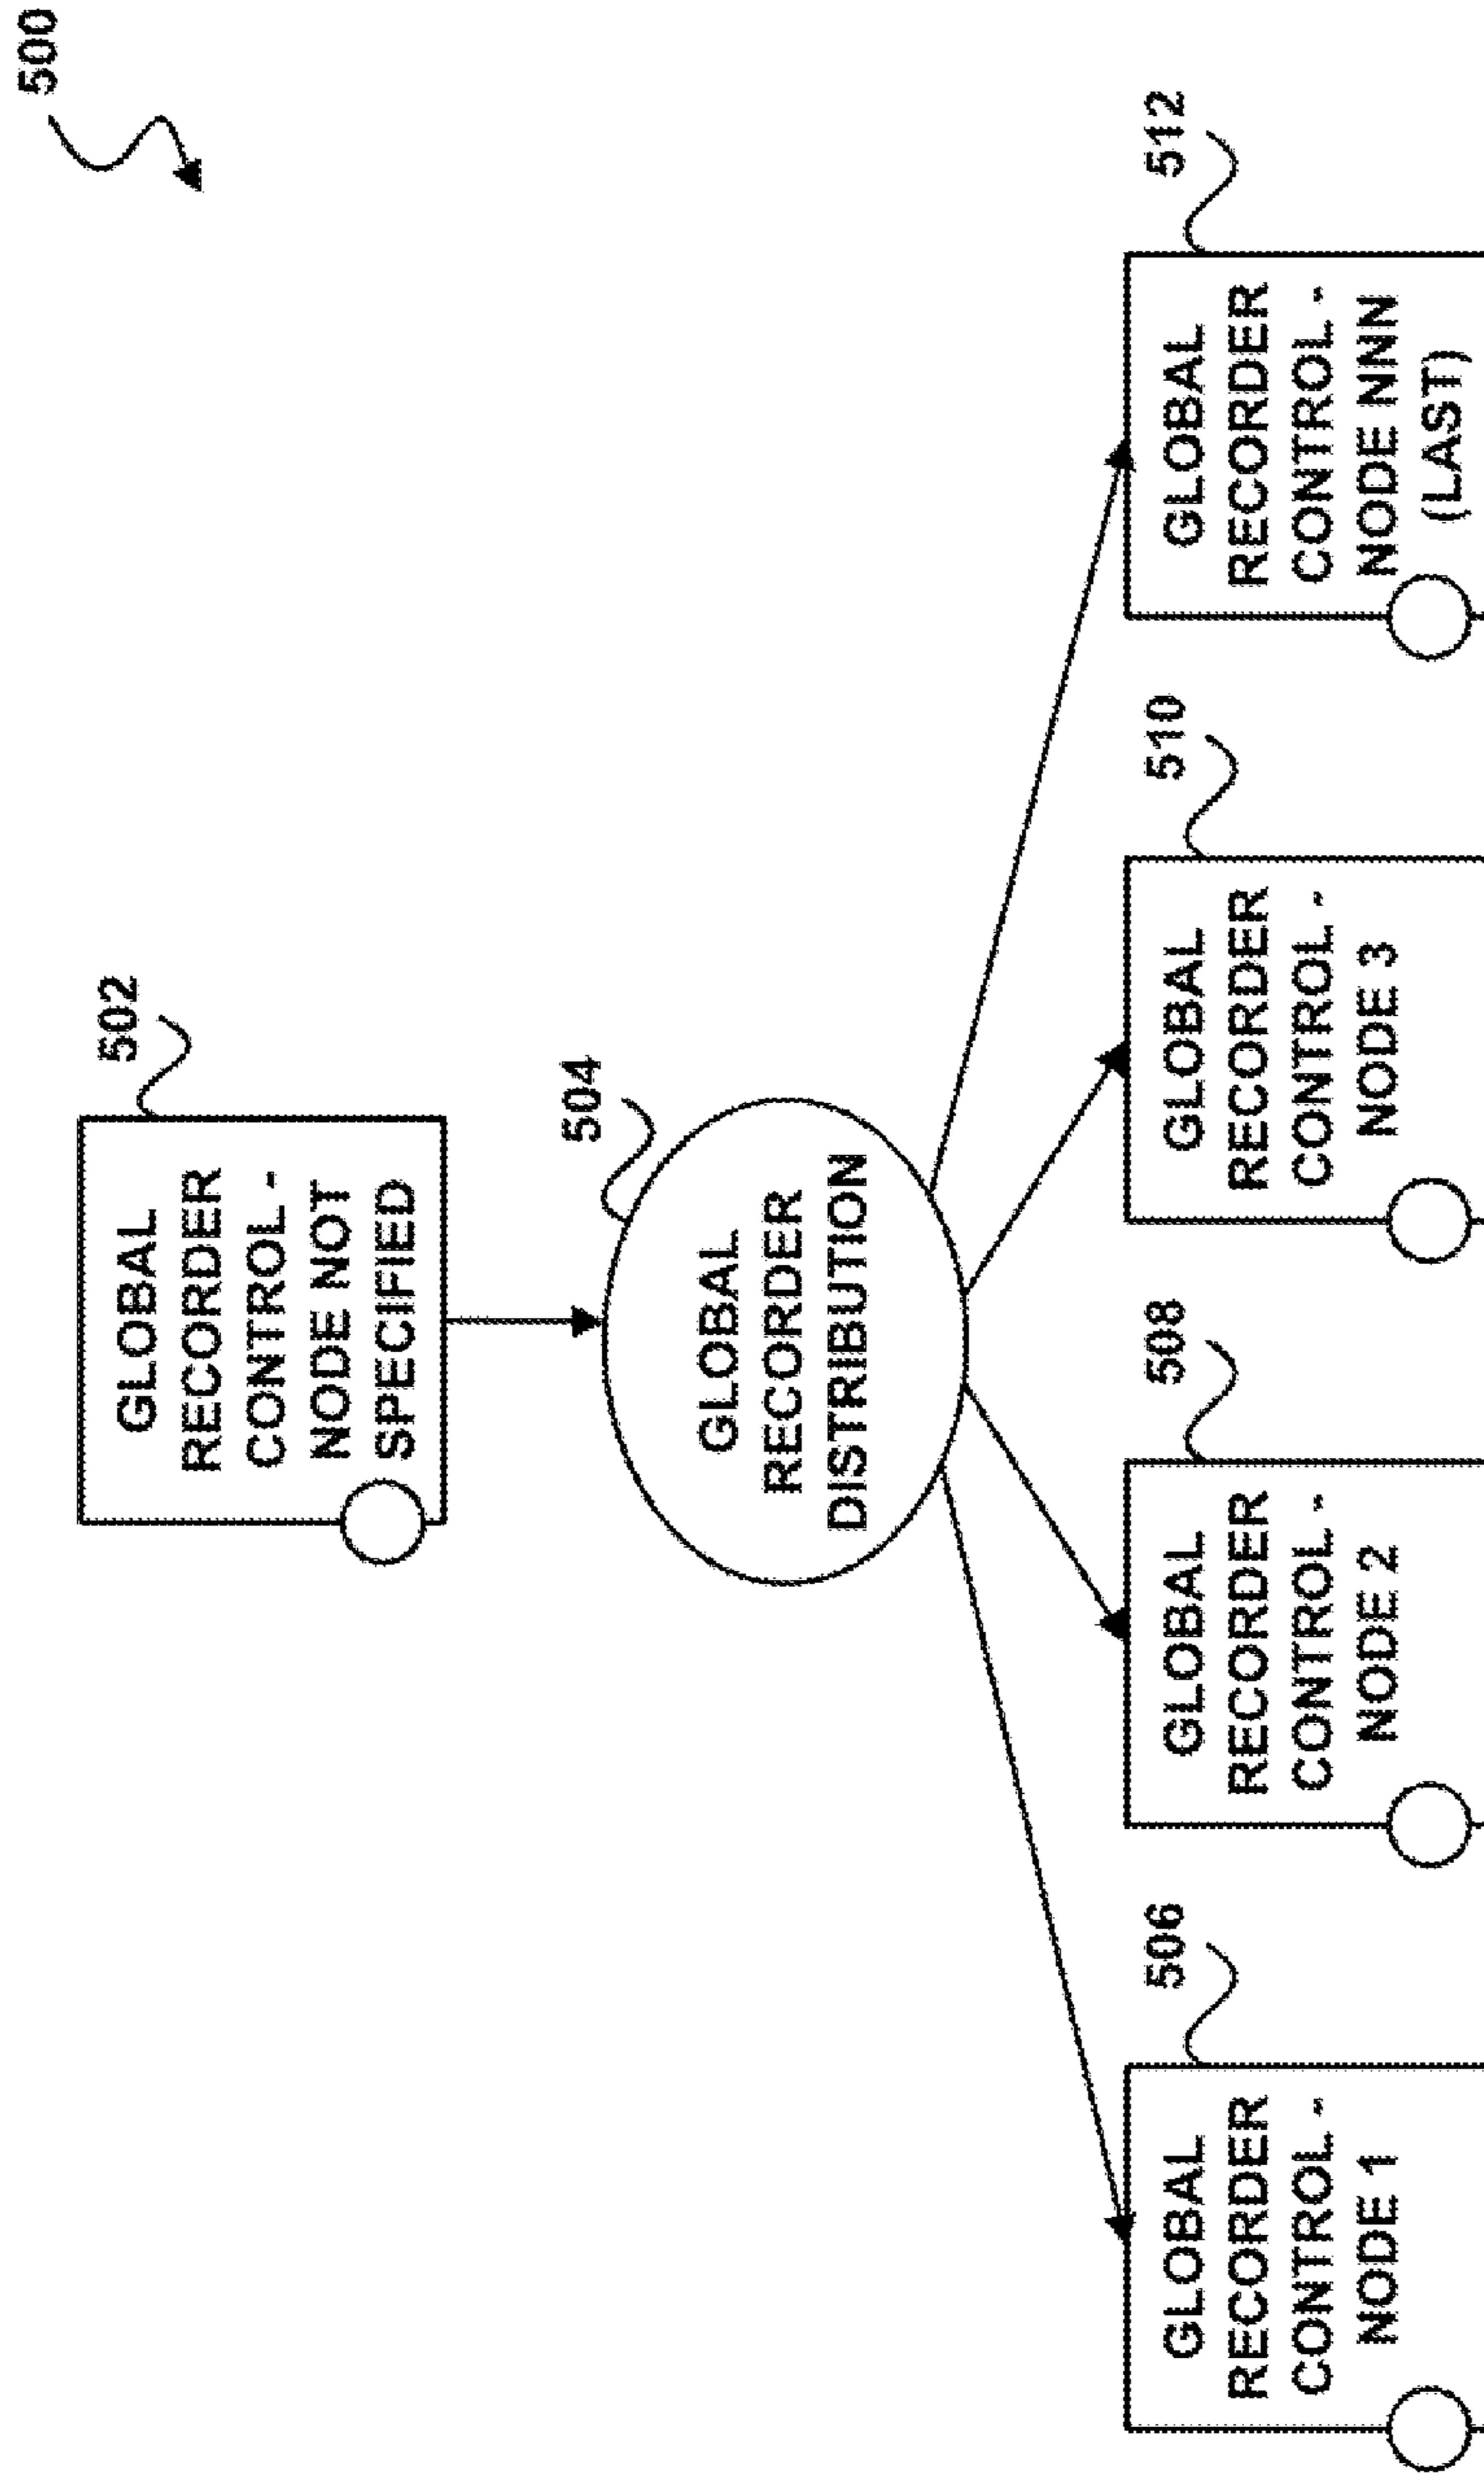 500
502
GLOBAL
RECORDER
CONTROL -
NODE NOT
SPECIFIED
504
GLOBAL
RECORDER
DISTRIBUTION
506
GLOBAL
RECORDER
CONTROL -
NODE 1
508
GLOBAL
RECORDER
CONTROL -
NODE 2
510
GLOBAL
RECORDER
CONTROL -
NODE 3
512
GLOBAL
RECORDER
CONTROL -
NODE NNN
(LAST)